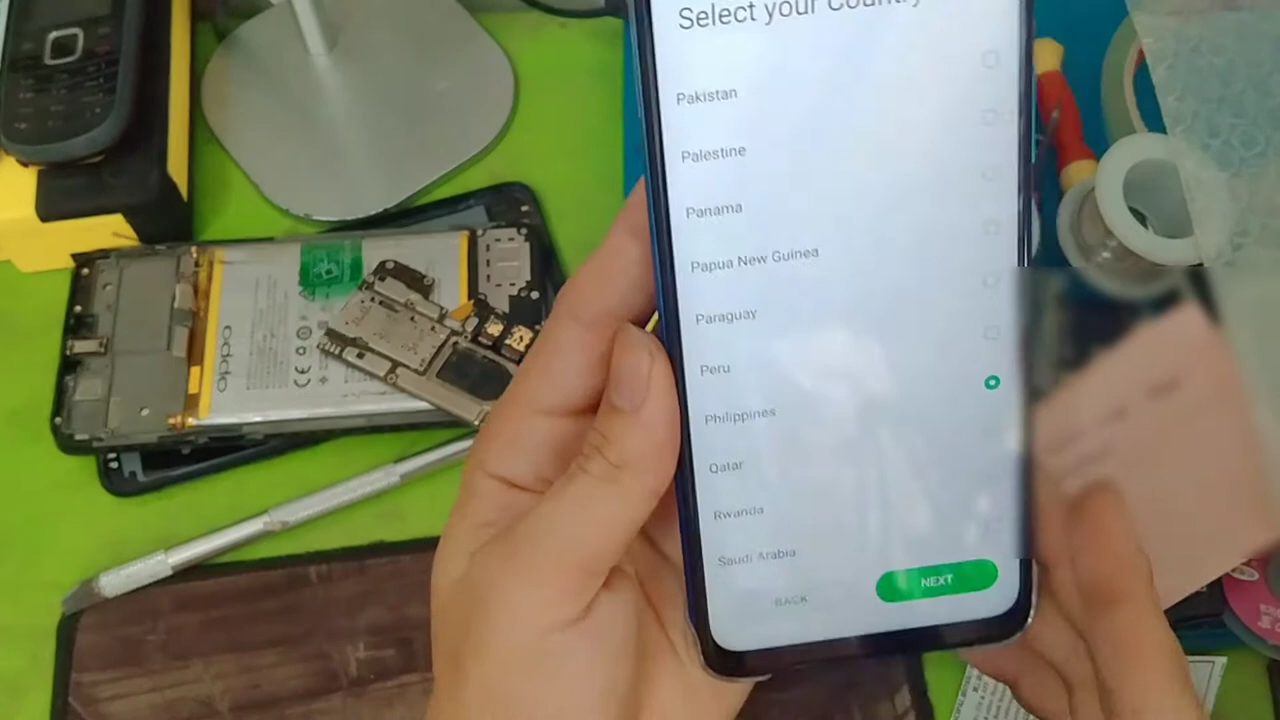 Select your Country
Pakistan
Palestine
Panama
Papua New Guinea
Paraguay
Peru
Philippines
Qatar
Rwanda
Saudi Arabia
BACK
NEXT
oppo